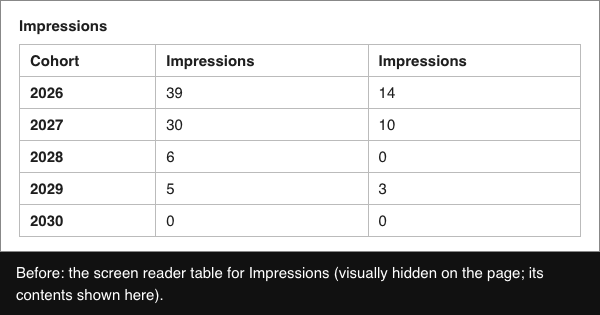 Impressions
Cohort Impressions Impressions
2026 39 14
2027 30 10
2028 6 0
2029 5 3
2030 0 0
Before: the screen reader table for Impressions (visually hidden on the page; its
contents shown here).